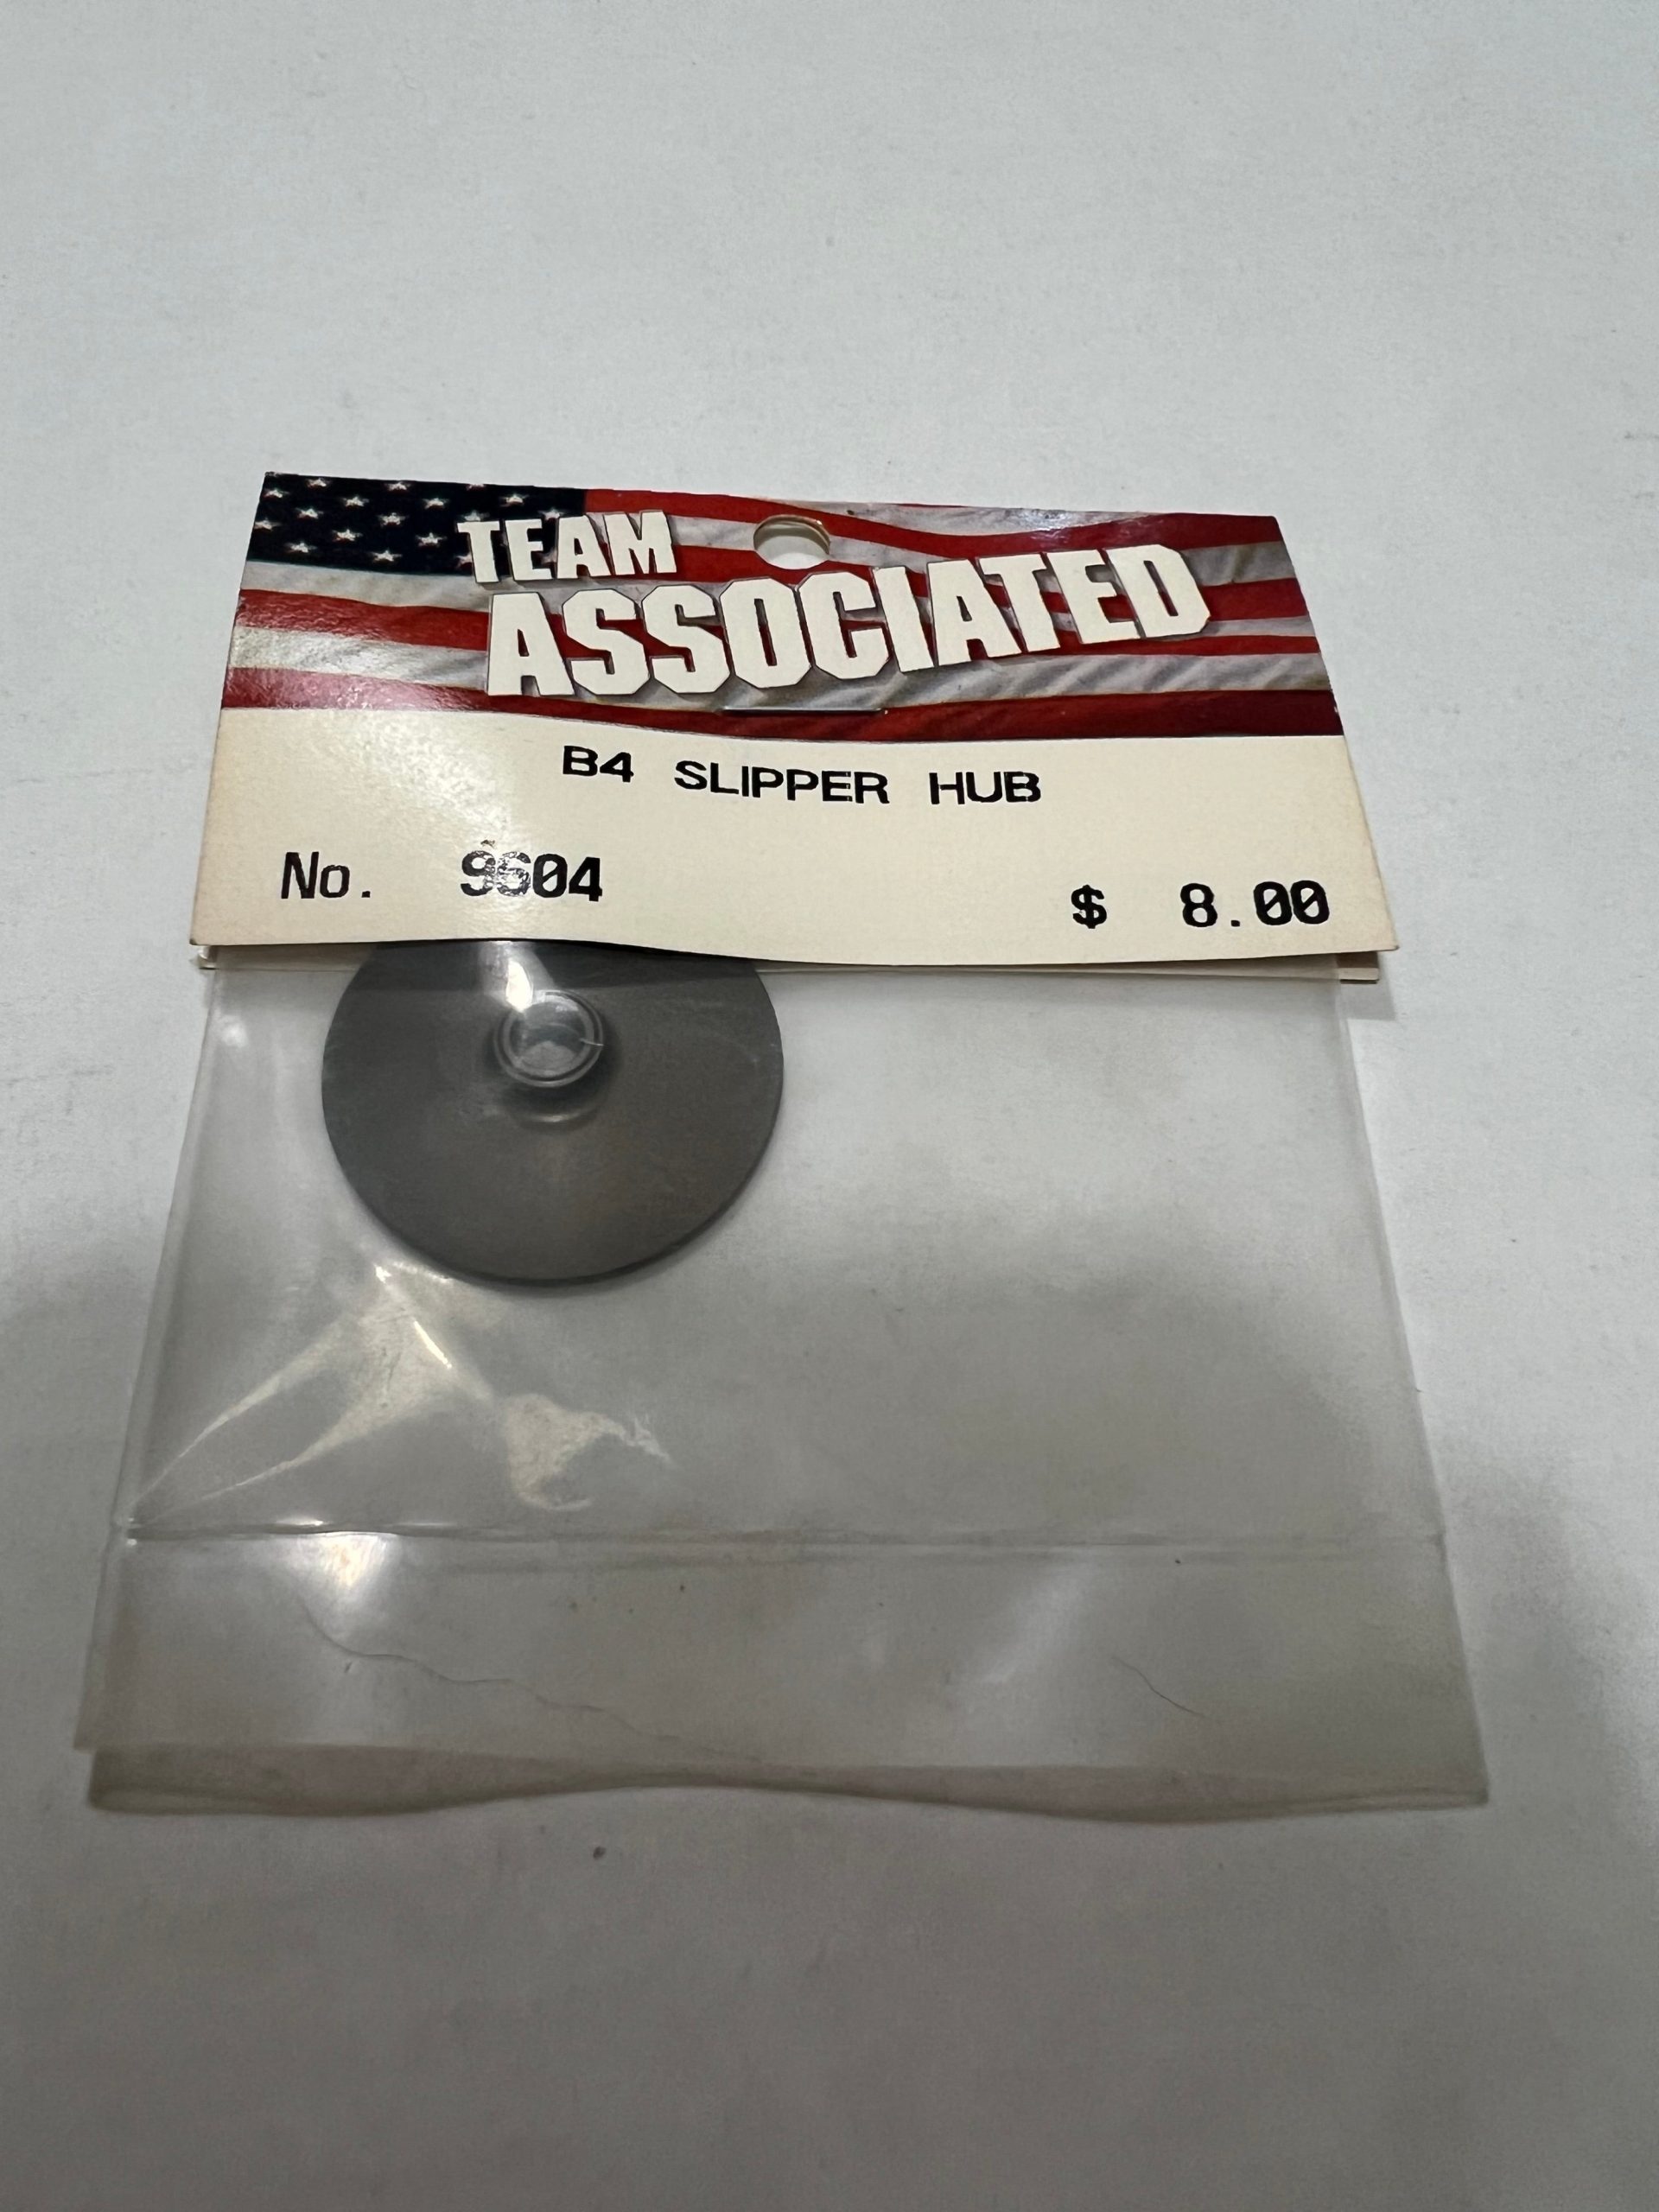 TEAM
ASSOCIATED
B4 SLIPPER HUB
No. 9604
$ 8.00